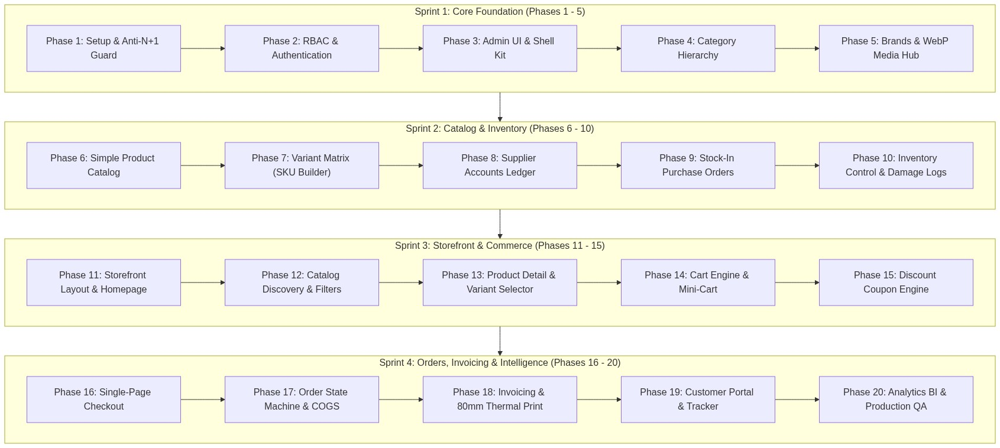 Sprint 1: Core Foundation (Phases 1 - 5)
Phase 1: Setup & Anti-N+1
Guard
Phase 2: RBAC &
Authentication
Phase 3: Admin UI & Shell
Kit
Phase 4: Category
Hierarchy
Phase 5: Brands & WebP
Media Hub
Sprint 2: Catalog & Inventory (Phases 6 - 10)
Phase 6: Simple Product
Catalog
Phase 7: Variant Matrix
(SKU Builder)
Phase 8: Supplier
Accounts Ledger
Phase 9: Stock-In
Purchase Orders
Phase 10: Inventory
Control & Damage Logs
Sprint 3: Storefront & Commerce (Phases 11 - 15)
Phase 11: Storefront
Layout & Homepage
Phase 12: Catalog
Discovery & Filters
Phase 13: Product Detail &
Variant Selector
Phase 14: Cart Engine &
Mini-Cart
Phase 15: Discount
Coupon Engine
Sprint 4: Orders, Invoicing & Intelligence (Phases 16 - 20)
Phase 16: Single-Page
Checkout
Phase 17: Order State
Machine & COGS
Phase 18: Invoicing &
80mm Thermal Print
Phase 19: Customer Portal
& Tracker
Phase 20: Analytics BI &
Production QA